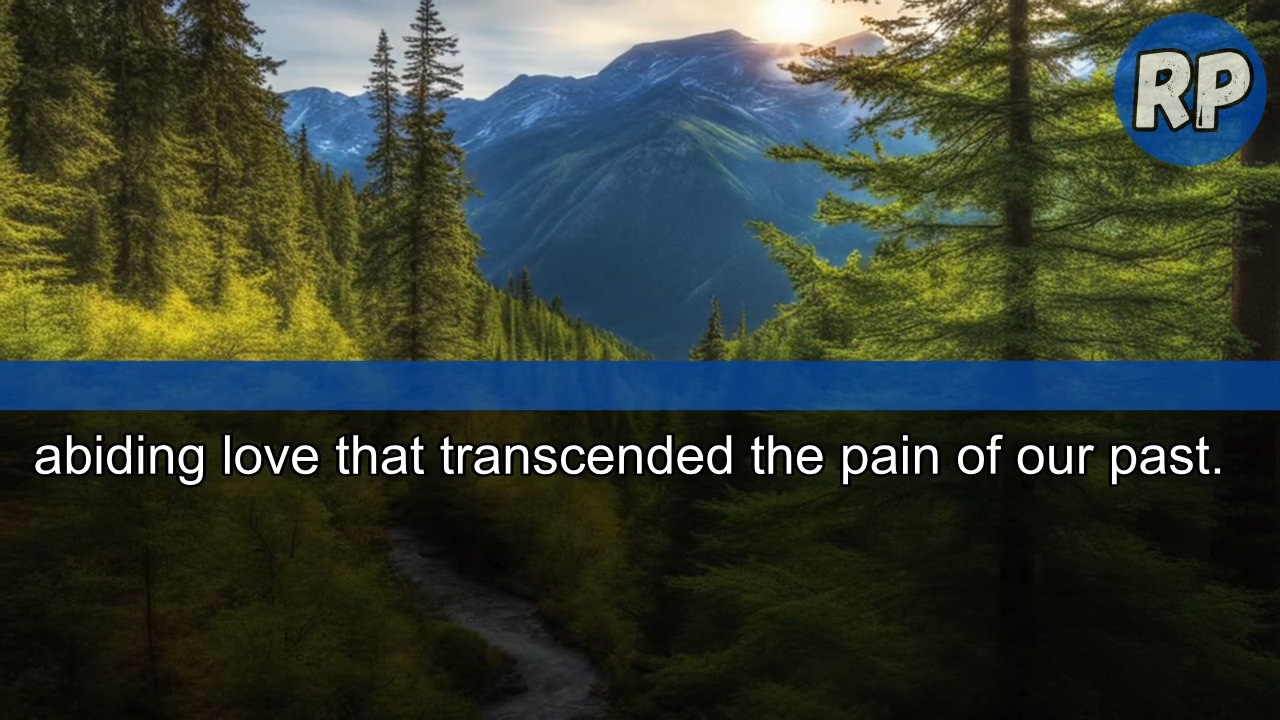 RP
abiding love that transcended the pain of our past.